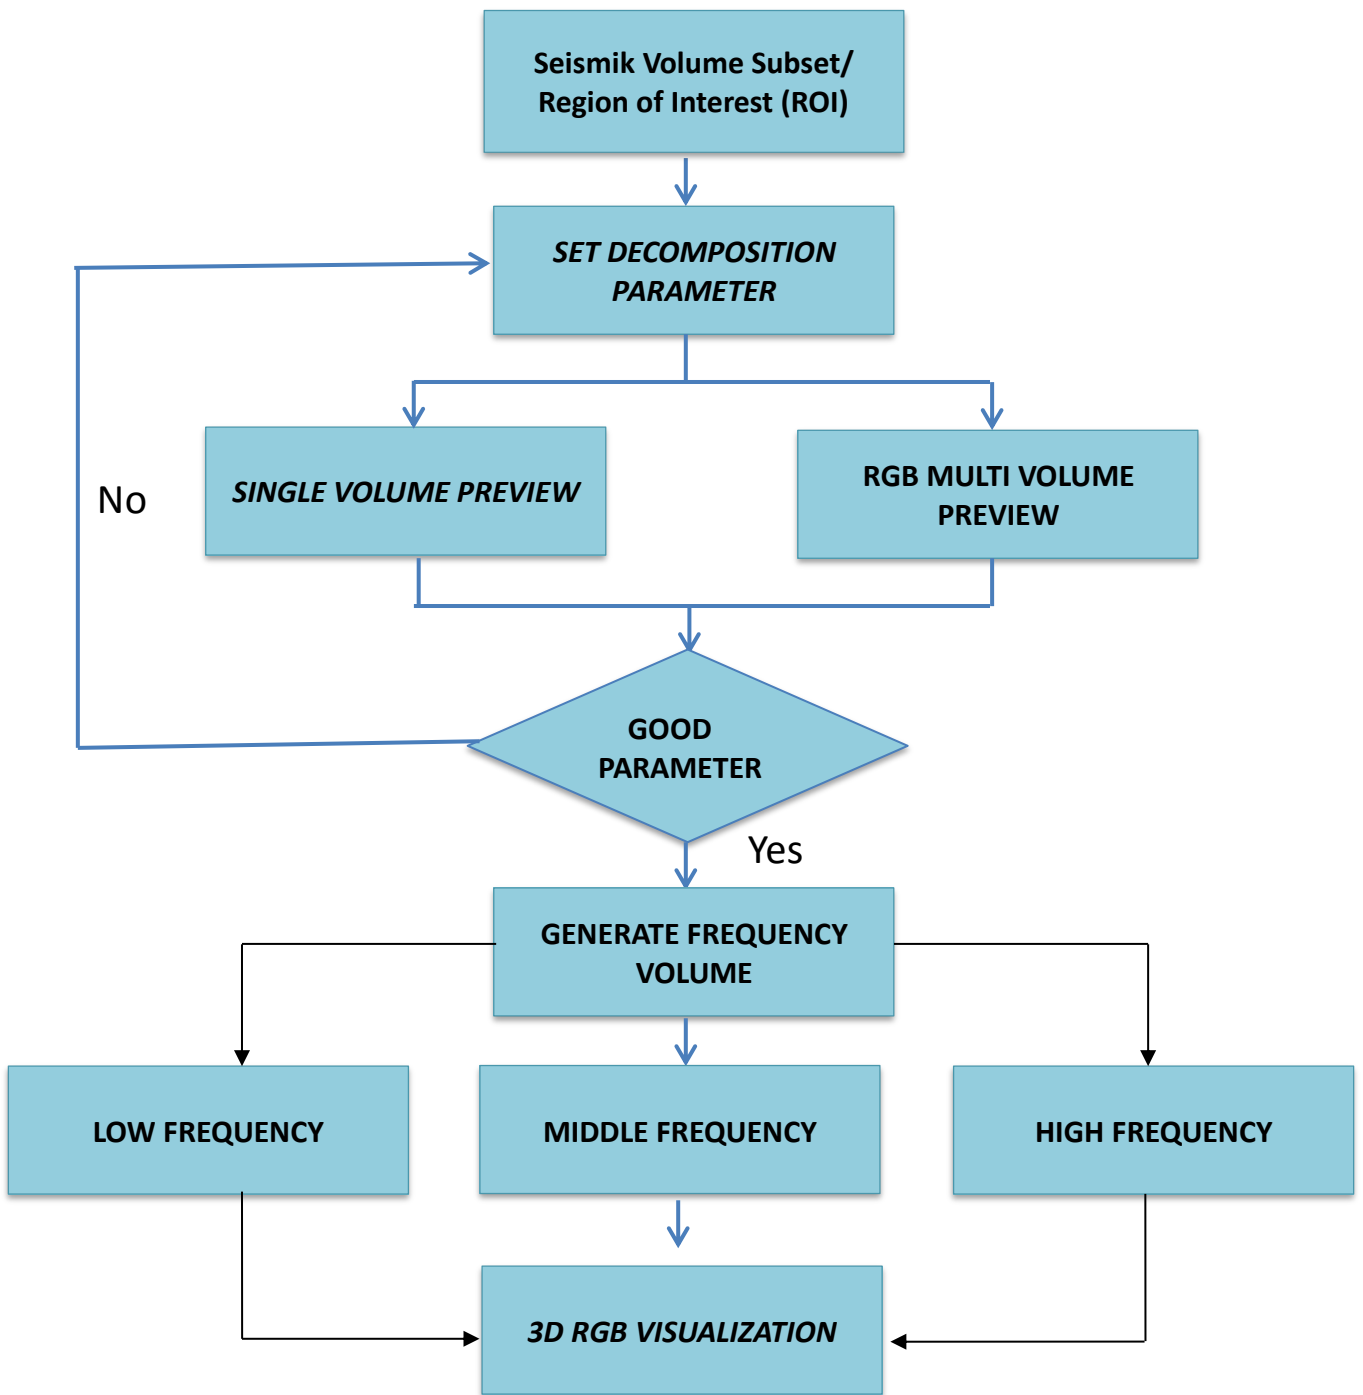 Seismik Volume Subset/
Region of Interest (ROI)
SET DECOMPOSITION
PARAMETER
SINGLE VOLUME PREVIEW
RGB MULTI VOLUME
PREVIEW
No
GOOD
PARAMETER
Yes
GENERATE FREQUENCY
VOLUME
LOW FREQUENCY
MIDDLE FREQUENCY
HIGH FREQUENCY
3D RGB VISUALIZATION